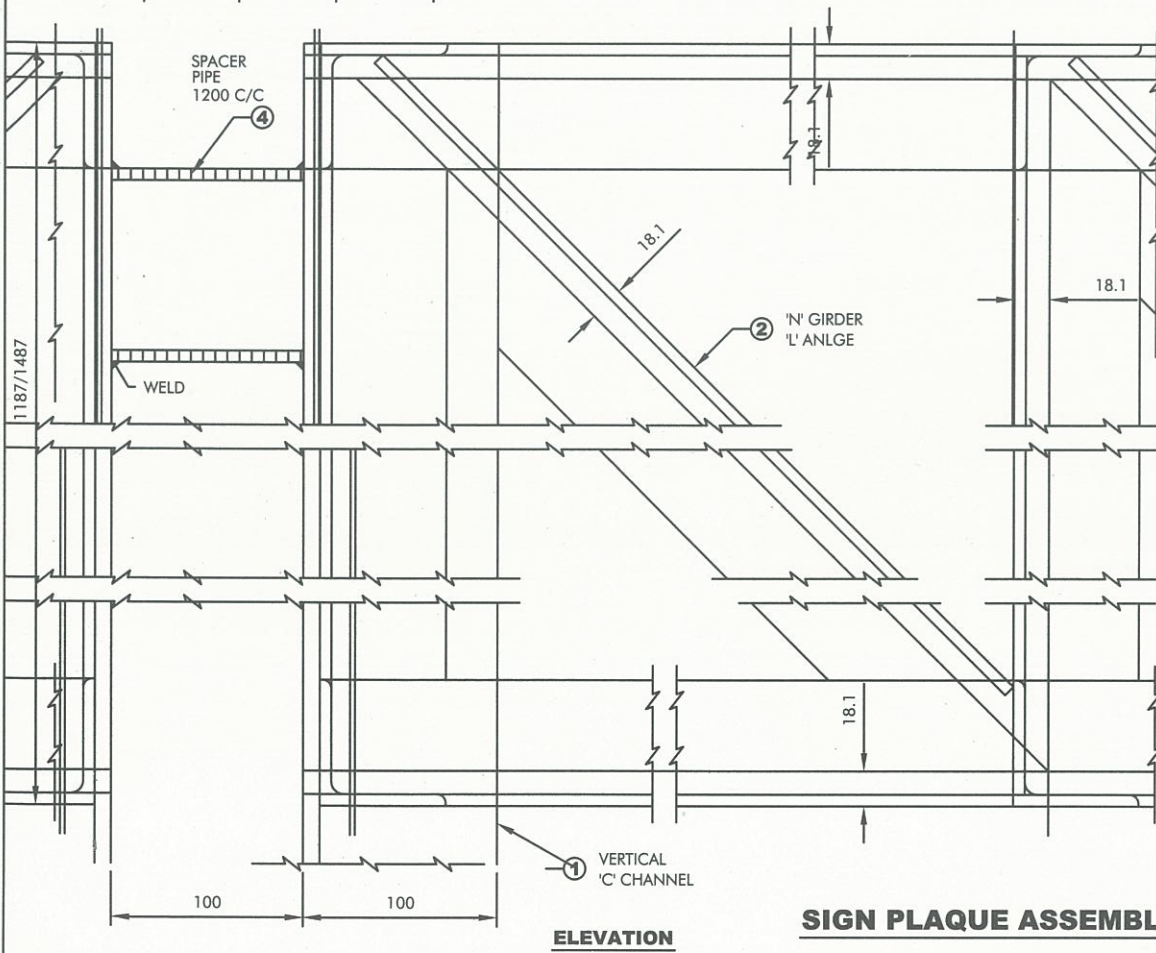 SPACER
PIPE
1200 C/C
4
18.1
18.1
18.1
2
'N' GIRDER
'L' ANLGE
1187/1487
WELD
18.1
1
VERTICAL
'C' CHANNEL
100
100
ELEVATION
SIGN PLAQUE ASSEMBL